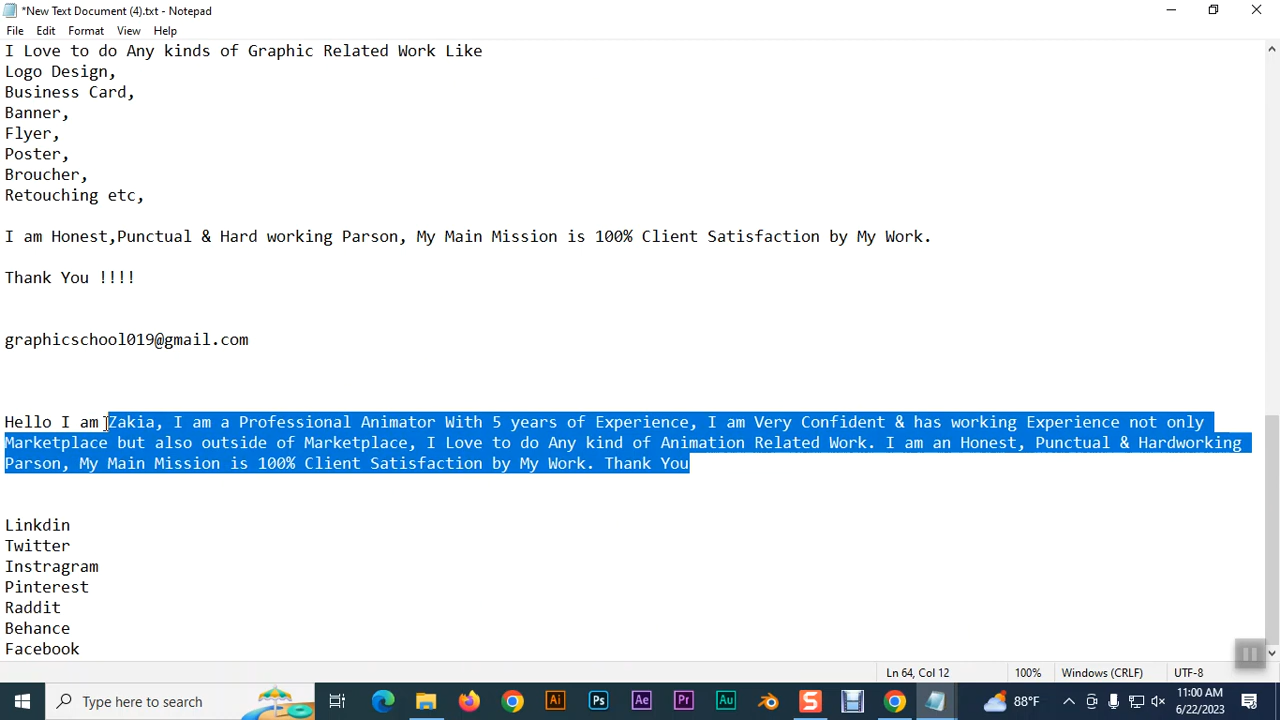 *New Text Document (4).txt - Notepad
File Edit Format View Help
I Love to do Any kinds of Graphic Related Work Like
Logo Design,
Business Card,
Banner,
Flyer,
Poster,
Broucher,
Retouching etc,
I am Honest,Punctual & Hard working Parson, My Main Mission is 100% Client Satisfaction by My Work.
Thank You !!!!
graphicschool019@gmail.com
Hello I am Zakia, I am a Professional Animator With 5 years of Experience, I am Very Confident & has working Experience not only
Marketplace but also outside of Marketplace, I Love to do Any kind of Animation Related Work. I am an Honest, Punctual & Hardworking
Parson, My Main Mission is 100% Client Satisfaction by My Work. Thank You
Linkdin
Twitter
Instragram
Pinterest
Raddit
Behance
Facebook
Ln 64, Col 12 100% Windows (CRLF) UTF-8
Type here to search Ai Ps Ae Pr Au S 88°F 11:00 AM
6/22/2023